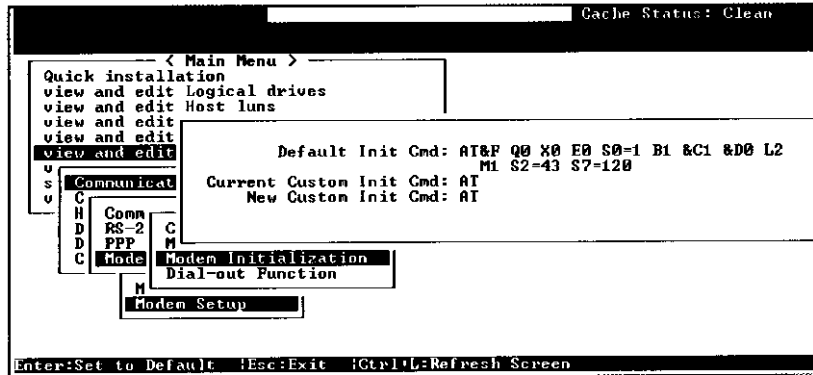 Cache Status: Clean
< Main Menu >
Quick installation
view and edit Logical drives
view and edit Host luns
view and edit
view and edit
view and edit
v
s
v
Communicat
C
H
D
D
C
Comm
RS-2
PPP
Mode
C
M
Modem Initialization
Dial-out Function
M
Modem Setup
Default Init Cmd: AT&F Q0 X0 E0 S0=1 B1 &C1 &D0 L2
M1 S2=43 S7=120
Current Custom Init Cmd: AT
New Custom Init Cmd: AT
Enter:Set to Default |Esc:Exit |Ctrl+L:Refresh Screen